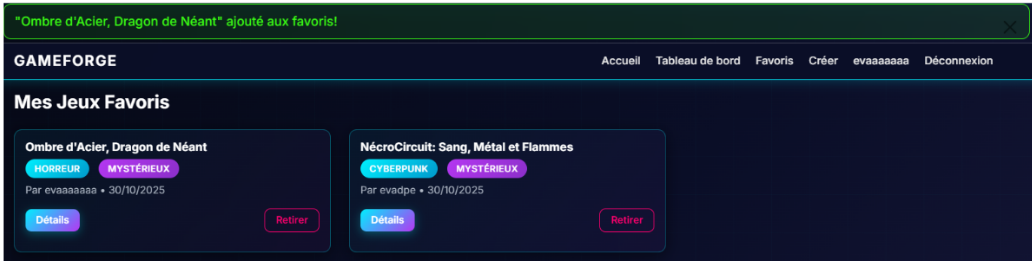 "Ombre d'Acier, Dragon de Néant" ajouté aux favoris!
GAMEFORGE
Accueil Tableau de bord Favoris Créer evaaaaaaa Déconnexion
Mes Jeux Favoris
Ombre d'Acier, Dragon de Néant
HORREUR MYSTÉRIEUX
Par evaaaaaaa • 30/10/2025
Détails Retirer
NécroCircuit: Sang, Métal et Flammes
CYBERPUNK MYSTÉRIEUX
Par evadpe • 30/10/2025
Détails Retirer